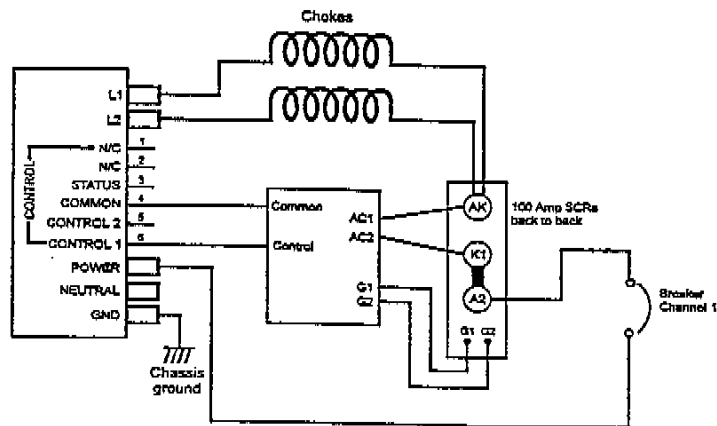 Chokes
L1
L2
N/C 1
N/C 2
STATUS 3
COMMON 4
CONTROL 2 5
CONTROL 1 6
CONTROL
POWER
NEUTRAL
GND
Chassis
ground
Common
Control
AC1
AC2
G1
G2
AK
K1
A2
G1 G2
100 Amp SCRs
back to back
Breaker
Channel 1